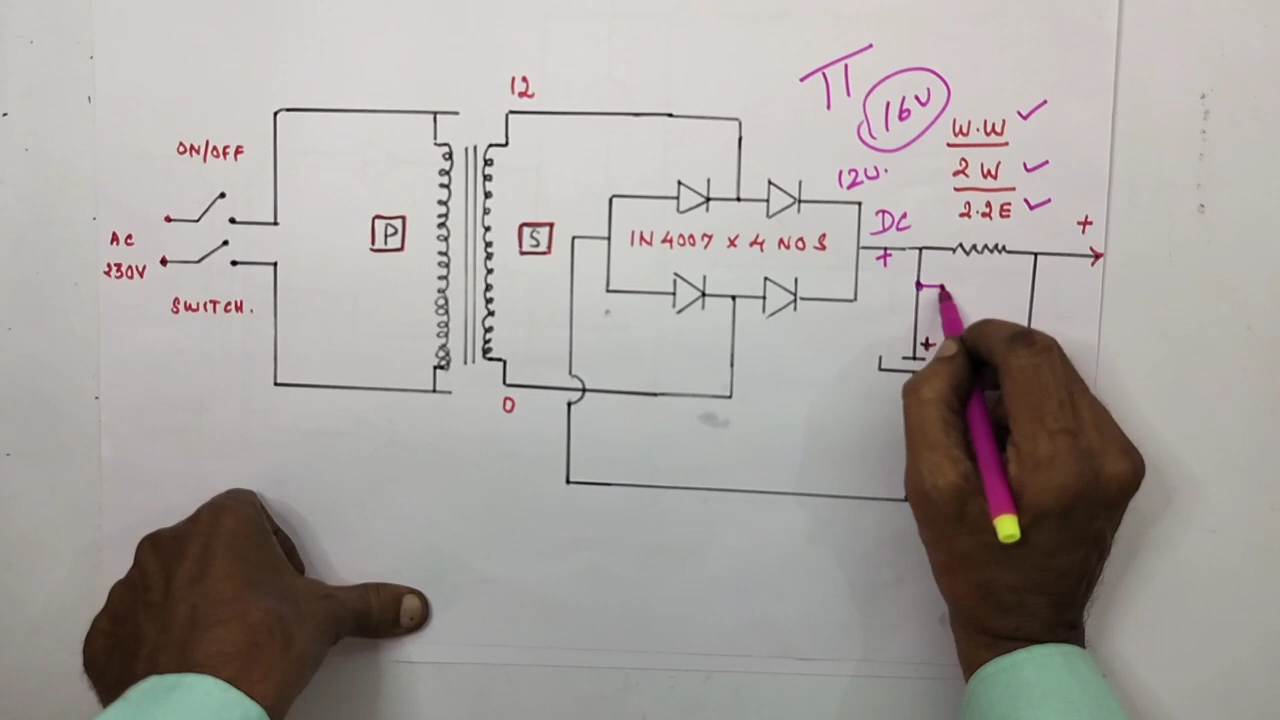 ON/OFF
AC
230V
SWITCH.
P
12
S
0
IN 4007 × 4 NOS
π
16V
12V.
DC
+
W.W
2 W
2.2E
+
+